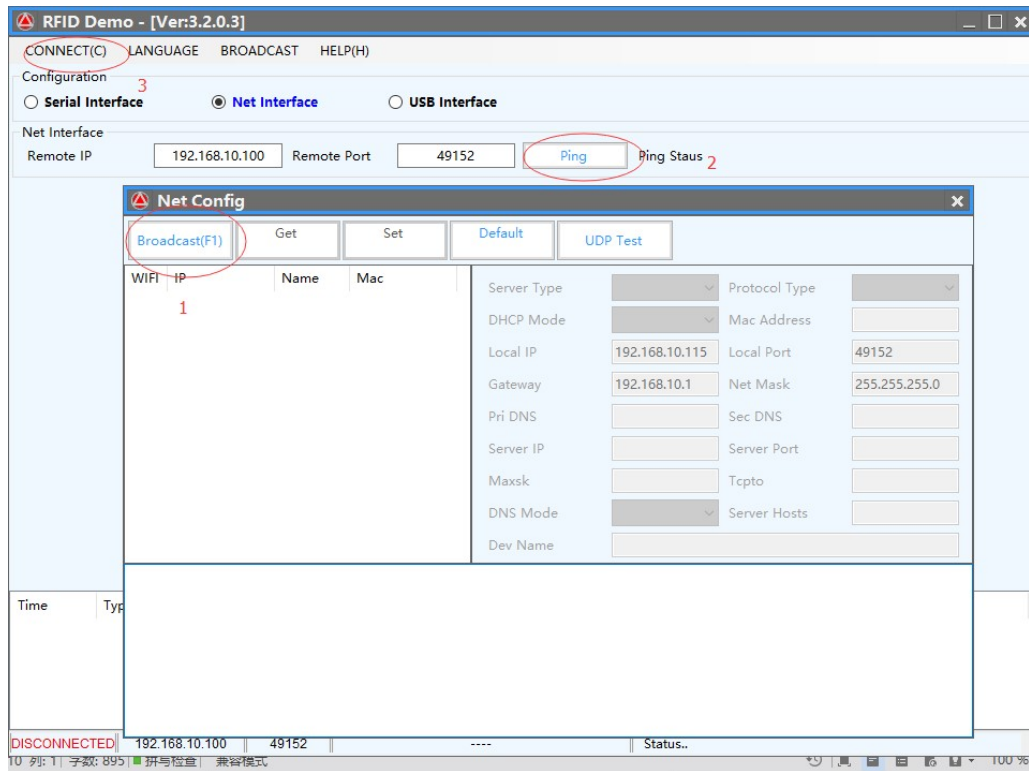 RFID Demo - [Ver:3.2.0.3]
CONNECT(C) LANGUAGE BROADCAST HELP(H)
Configuration
3
Serial Interface Net Interface USB Interface
Net Interface
Remote IP 192.168.10.100 Remote Port 49152 Ping Ping Staus 2
Net Config
Broadcast(F1) Get Set Default UDP Test
WIFI IP Name Mac
1
Server Type Protocol Type
DHCP Mode Mac Address
Local IP 192.168.10.115 Local Port 49152
Gateway 192.168.10.1 Net Mask 255.255.255.0
Pri DNS Sec DNS
Server IP Server Port
Maxsk Tcpto
DNS Mode Server Hosts
Dev Name
Time Typ
DISCONNECTED 192.168.10.100 49152 ---- Status..
10 列: 1 字数: 895 拼写检查 兼容模式 100 %